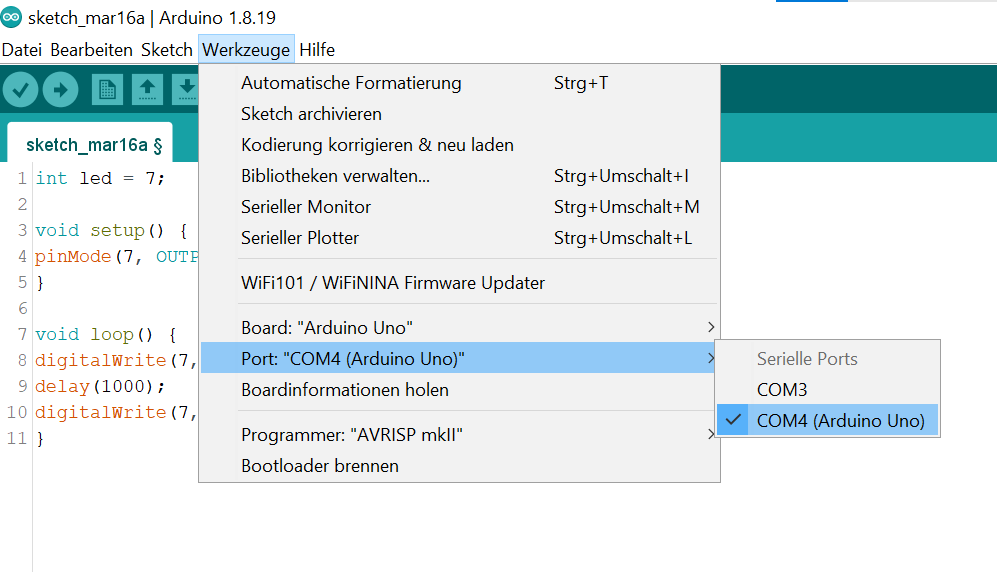 sketch_mar16a | Arduino 1.8.19
Datei Bearbeiten Sketch Werkzeuge Hilfe
Automatische Formatierung Strg+T
Sketch archivieren
Kodierung korrigieren & neu laden
Bibliotheken verwalten... Strg+Umschalt+I
Serieller Monitor Strg+Umschalt+M
Serieller Plotter Strg+Umschalt+L
WiFi101 / WiFiNINA Firmware Updater
Board: "Arduino Uno"
Port: "COM4 (Arduino Uno)"
Boardinformationen holen
Programmer: "AVRISP mkII"
Bootloader brennen
Serielle Ports
COM3
COM4 (Arduino Uno)
sketch_mar16a §
1 int led = 7;
2
3 void setup() {
4 pinMode(7, OUTP
5 }
6
7 void loop() {
8 digitalWrite(7,
9 delay(1000);
10 digitalWrite(7,
11 }